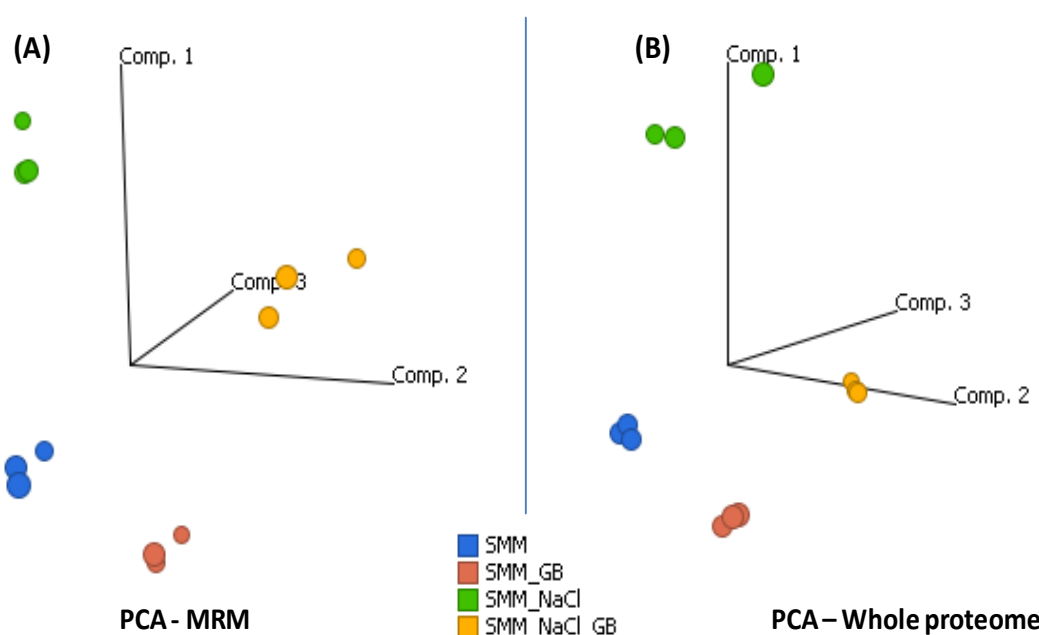 (A)
Comp. 1
Comp. 3
Comp. 2
(B)
Comp. 1
Comp. 3
Comp. 2
SMM
SMM_GB
SMM_NaCl
SMM_NaCl_GB
PCA - MRM
PCA – Whole proteome